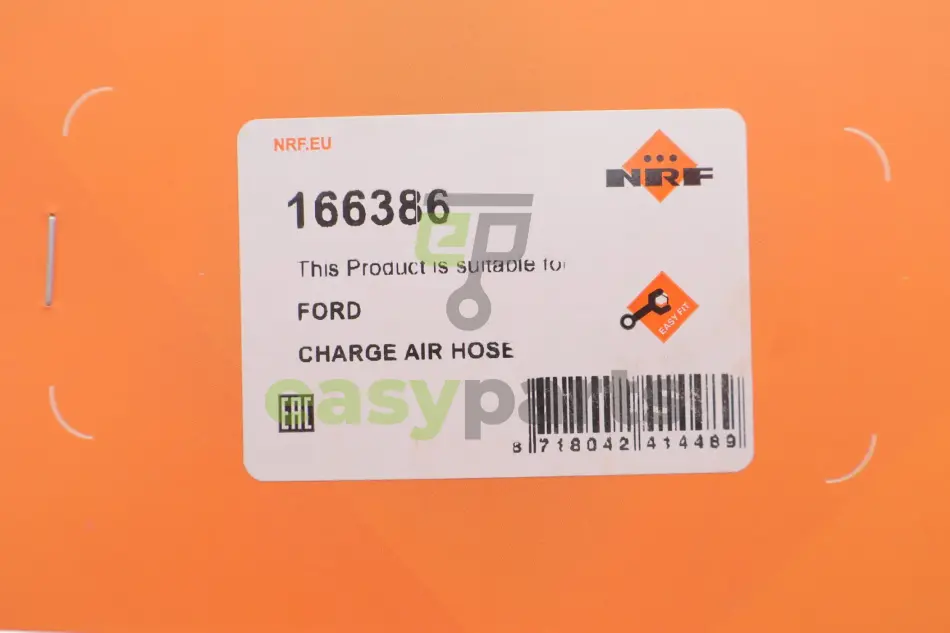 NRF.EU
NRF
166386
This Product is suitable for
FORD
EASY FIT
CHARGE AIR HOSE
EAC
easyparts
8 718042 414489